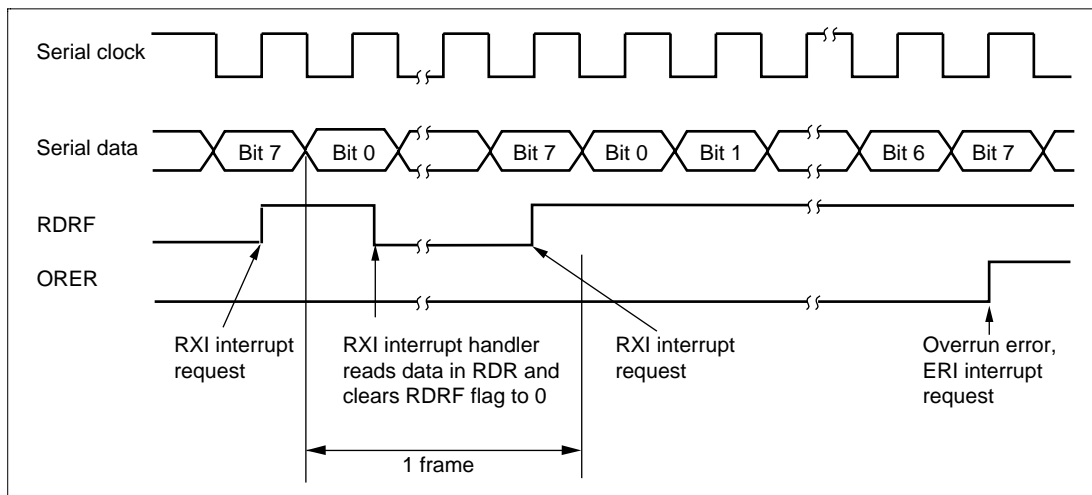 Serial clock
Serial data
Bit 7
Bit 0
Bit 7
Bit 0
Bit 1
Bit 6
Bit 7
RDRF
ORER
RXI interrupt
request
RXI interrupt handler
reads data in RDR and
clears RDRF flag to 0
RXI interrupt
request
Overrun error,
ERI interrupt
request
1 frame